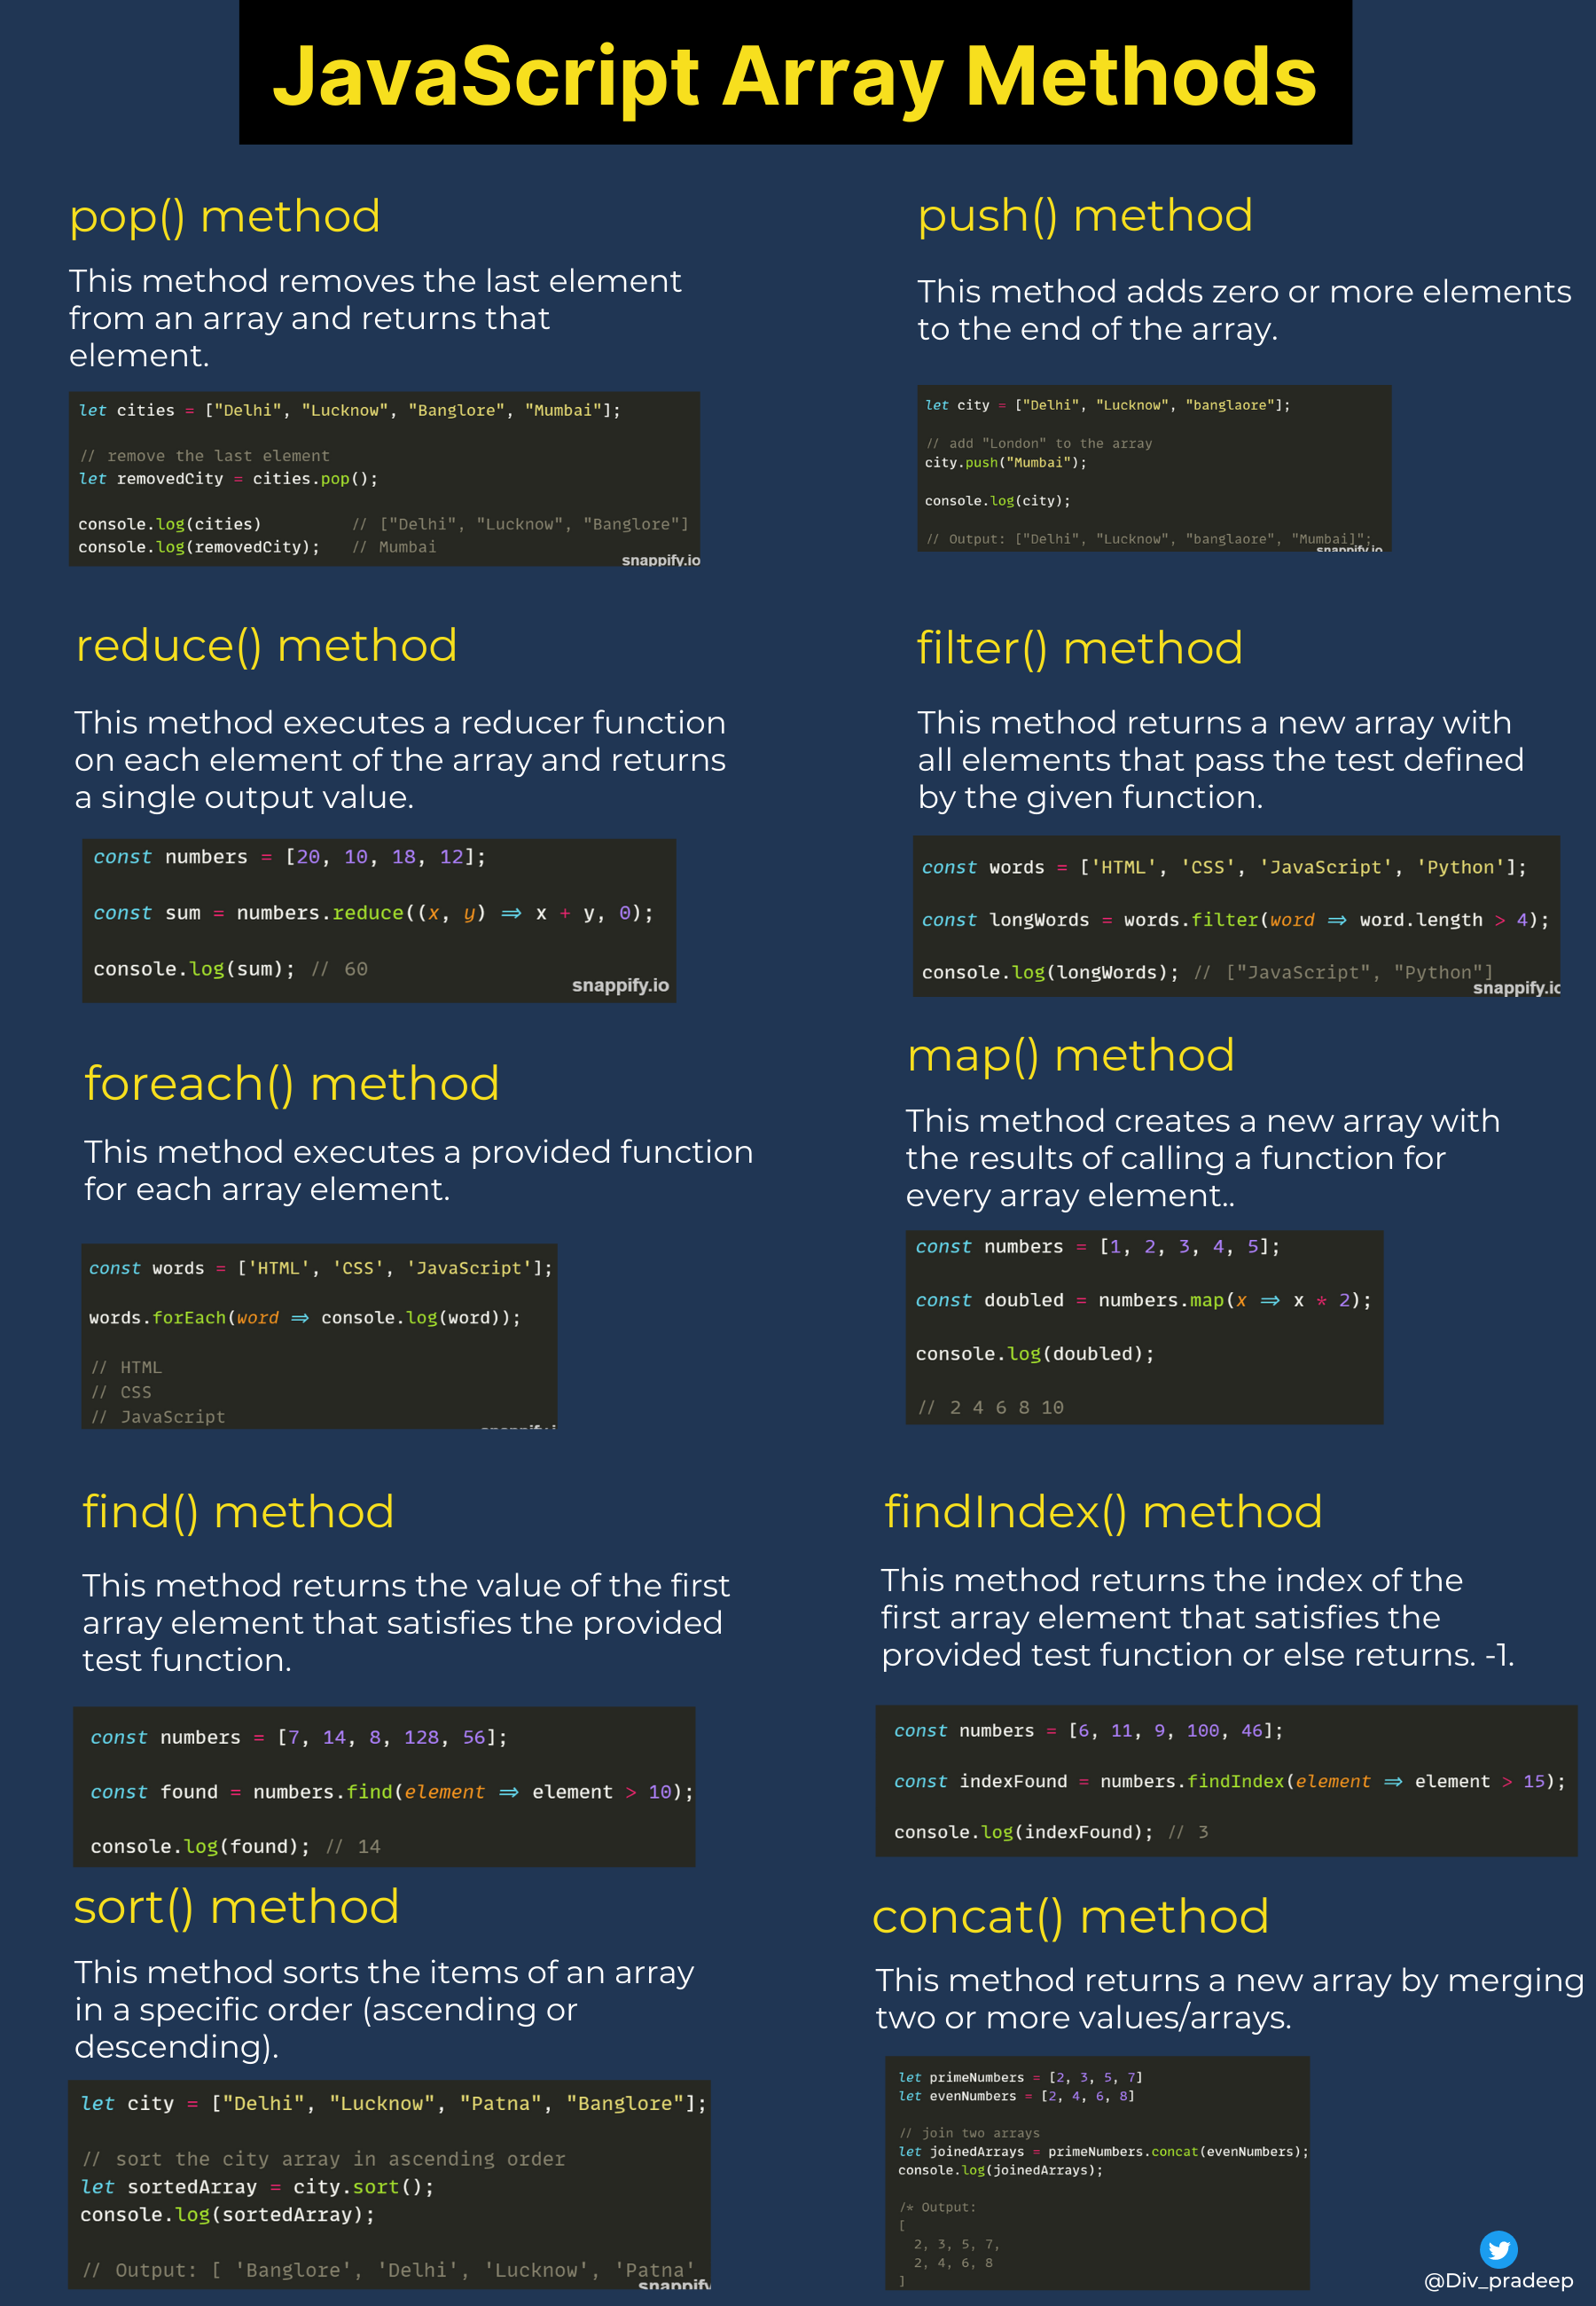 JavaScript Array Methods
pop() method
This method removes the last element
from an array and returns that
element.
let cities = ["Delhi", "Lucknow", "Banglore", "Mumbai"];
// remove the last element
let removedCity = cities.pop();
console.log(cities)         // ["Delhi", "Lucknow", "Banglore"]
console.log(removedCity);   // Mumbai
snappify.io
push() method
This method adds zero or more elements
to the end of the array.
let city = ["Delhi", "Lucknow", "banglaore"];
// add "London" to the array
city.push("Mumbai");
console.log(city);
// Output: ["Delhi", "Lucknow", "banglaore", "Mumbai]";
snappify.io
reduce() method
This method executes a reducer function
on each element of the array and returns
a single output value.
const numbers = [20, 10, 18, 12];
const sum = numbers.reduce((x, y) => x + y, 0);
console.log(sum); // 60
snappify.io
filter() method
This method returns a new array with
all elements that pass the test defined
by the given function.
const words = ['HTML', 'CSS', 'JavaScript', 'Python'];
const longWords = words.filter(word => word.length > 4);
console.log(longWords); // ["JavaScript", "Python"]
snappify.io
foreach() method
This method executes a provided function
for each array element.
const words = ['HTML', 'CSS', 'JavaScript'];
words.forEach(word => console.log(word));
// HTML
// CSS
// JavaScript
map() method
This method creates a new array with
the results of calling a function for
every array element..
const numbers = [1, 2, 3, 4, 5];
const doubled = numbers.map(x => x * 2);
console.log(doubled);
// 2 4 6 8 10
find() method
This method returns the value of the first
array element that satisfies the provided
test function.
const numbers = [7, 14, 8, 128, 56];
const found = numbers.find(element => element > 10);
console.log(found); // 14
findIndex() method
This method returns the index of the
first array element that satisfies the
provided test function or else returns. -1.
const numbers = [6, 11, 9, 100, 46];
const indexFound = numbers.findIndex(element => element > 15);
console.log(indexFound); // 3
sort() method
This method sorts the items of an array
in a specific order (ascending or
descending).
let city = ["Delhi", "Lucknow", "Patna", "Banglore"];
// sort the city array in ascending order
let sortedArray = city.sort();
console.log(sortedArray);
// Output: [ 'Banglore', 'Delhi', 'Lucknow', 'Patna'
snappify
concat() method
This method returns a new array by merging
two or more values/arrays.
let primeNumbers = [2, 3, 5, 7]
let evenNumbers = [2, 4, 6, 8]
// join two arrays
let joinedArrays = primeNumbers.concat(evenNumbers);
console.log(joinedArrays);
/* Output:
[
2, 3, 5, 7,
2, 4, 6, 8
]
@Div_pradeep